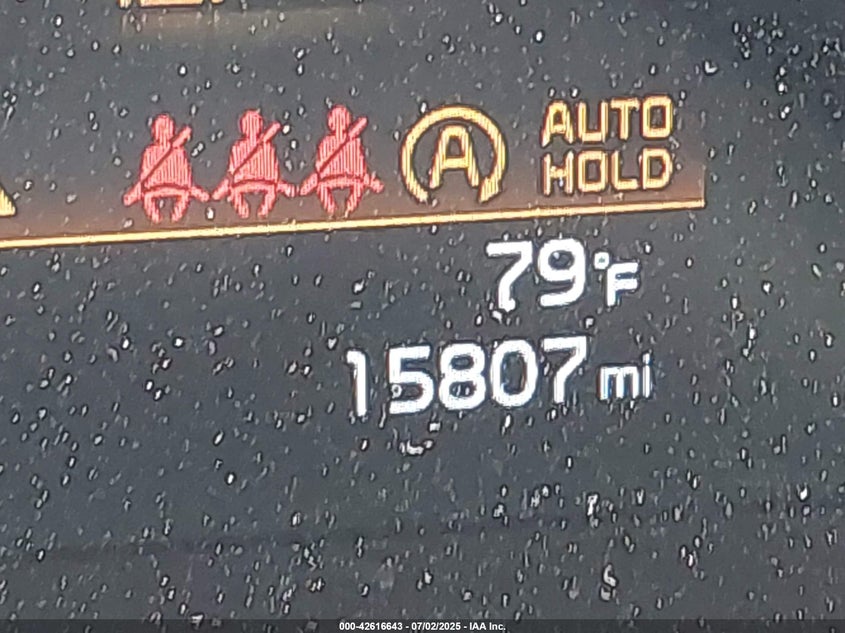 A AUTO
HOLD
79°F
15807 mi
000-42616643 - 07/02/2025 - IAA Inc.